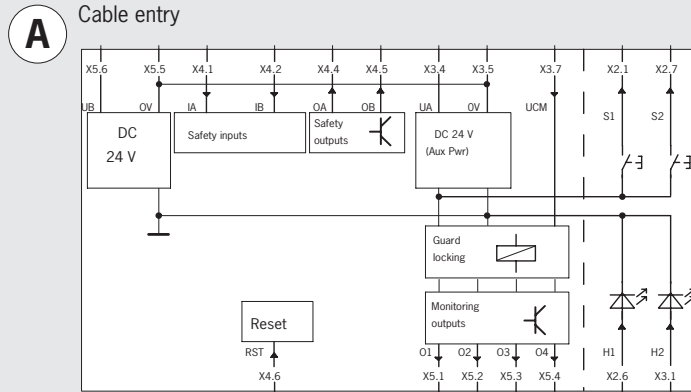 A
Cable entry
X5.6 X5.5 X4.1 X4.2 X4.4 X4.5 X3.4 X3.5 X3.7 X2.1 X2.7
UB 0V IA IB OA OB UA 0V UCM
S1 S2
DC
24 V
Safety inputs
Safety
outputs
DC 24 V
(Aux Pwr)
Guard
locking
Monitoring
outputs
Reset
RST
O1 O2 O3 O4 H1 H2
X4.6 X5.1 X5.2 X5.3 X5.4 X2.6 X3.1